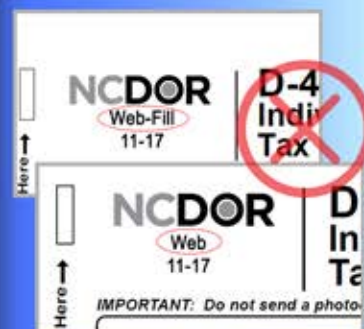 NCDOR
Web-Fill
11-17
D-4
Indiv
Tax
Here
NCDOR
Web
11-17
D
In
Ta
Here
IMPORTANT: Do not send a photo